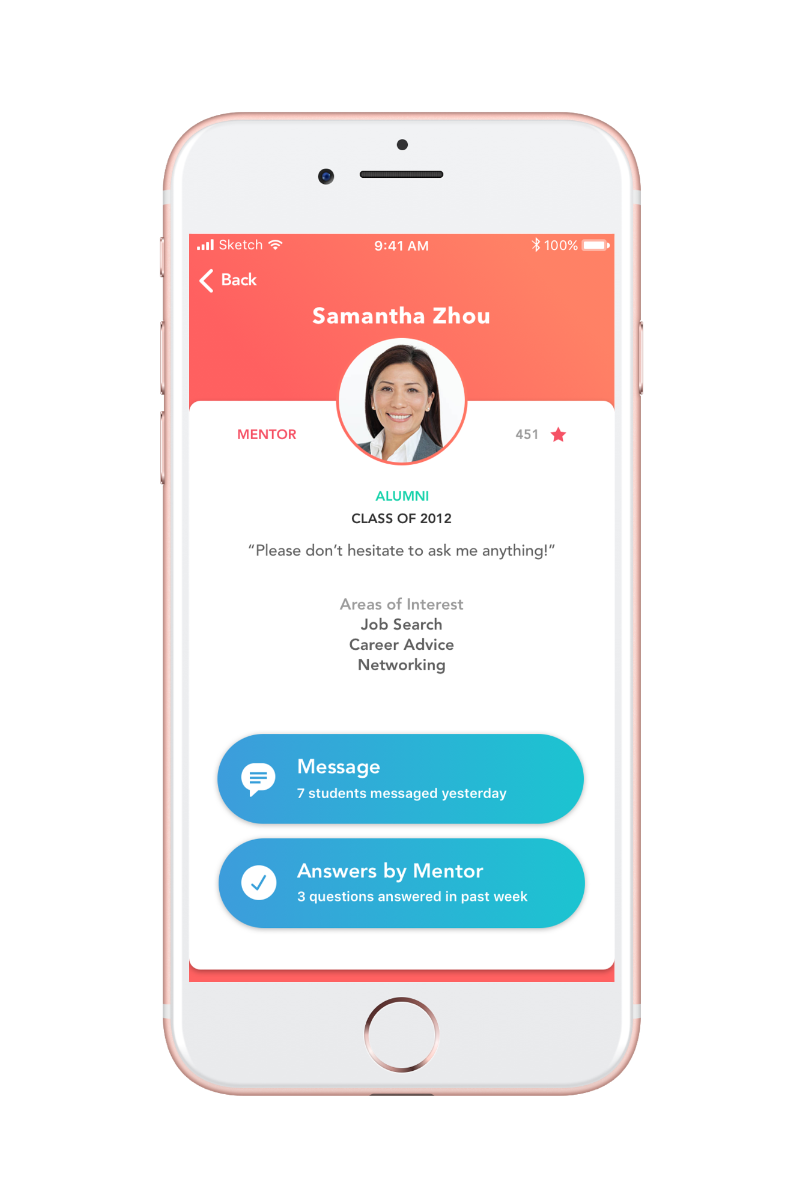 Sketch 9:41 AM 100%
Back
Samantha Zhou
MENTOR 451
ALUMNI
CLASS OF 2012
“Please don’t hesitate to ask me anything!”
Areas of Interest
Job Search
Career Advice
Networking
Message
7 students messaged yesterday
Answers by Mentor
3 questions answered in past week